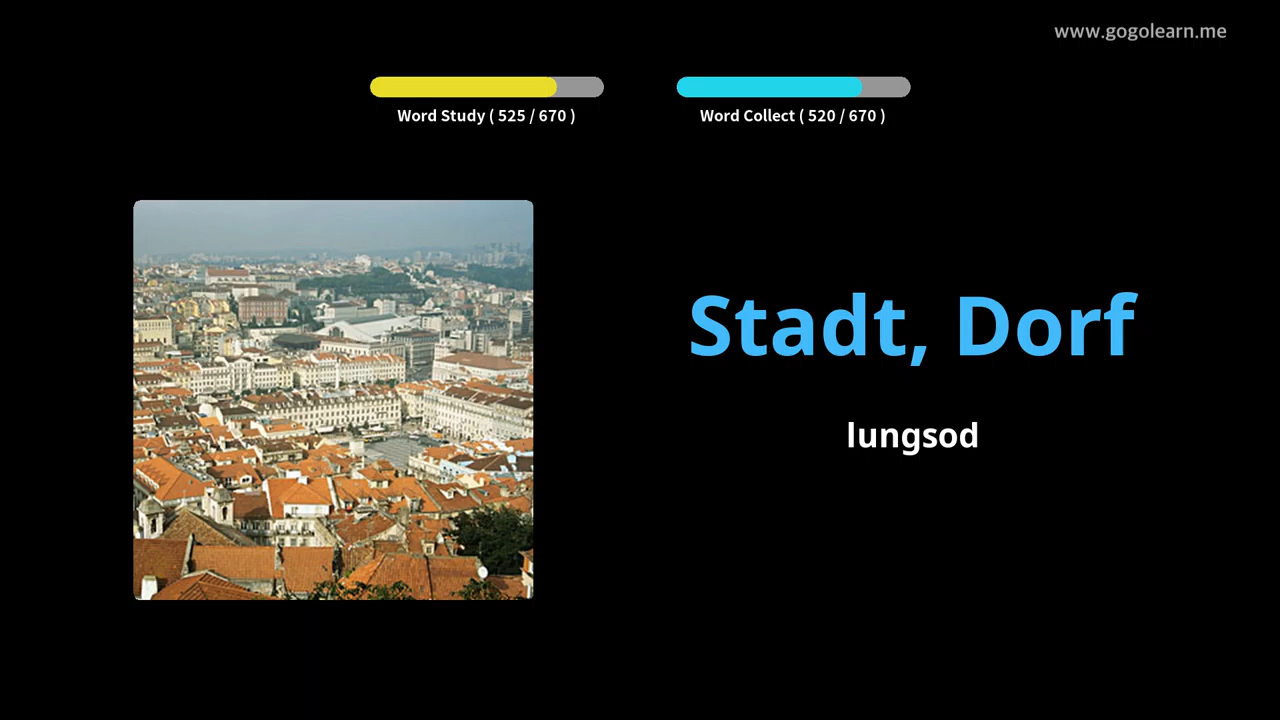 www.gogolearn.me
Word Study ( 525 / 670 )
Word Collect ( 520 / 670 )
Stadt, Dorf
lungsod